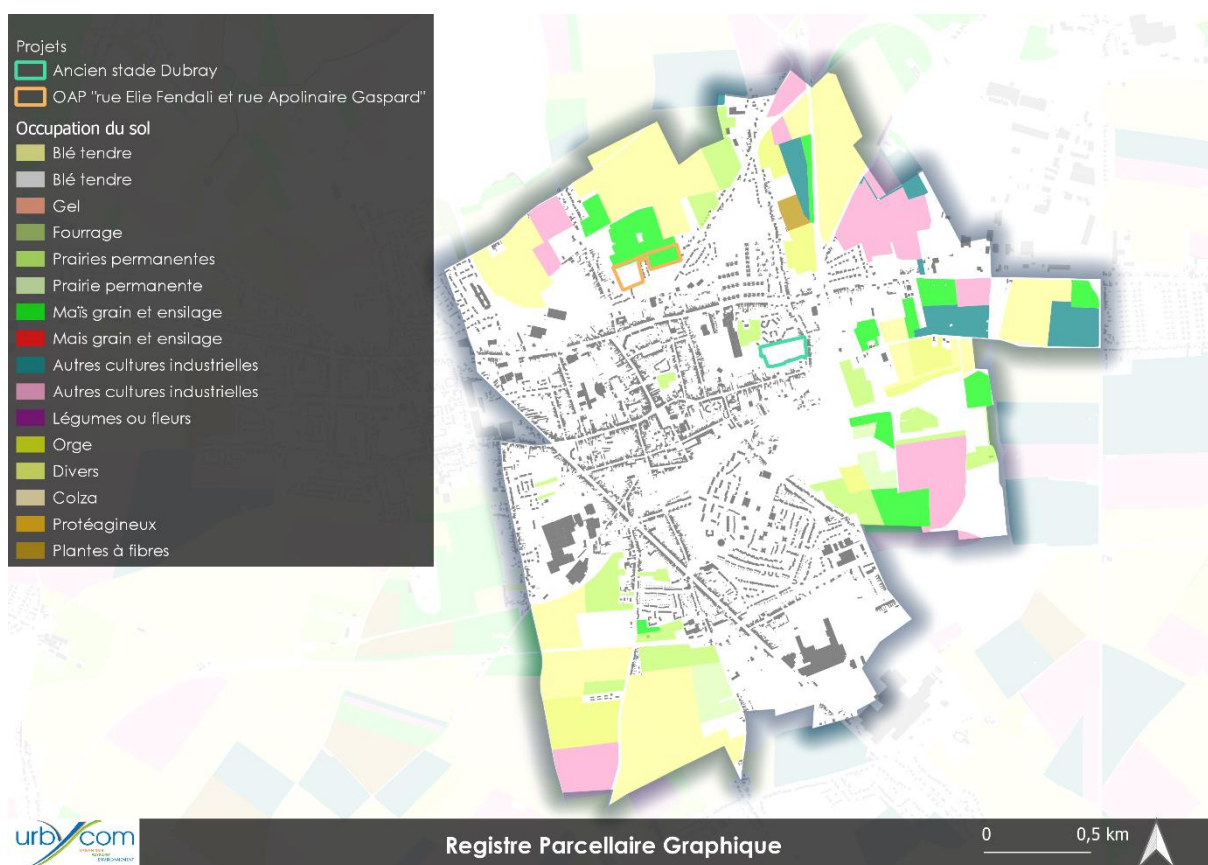 Projets
Ancien stade Dubray
OAP "rue Elie Fendali et rue Apolinaire Gaspard"
Occupation du sol
Blé tendre
Blé tendre
Gel
Fourrage
Prairies permanentes
Prairie permanente
Maïs grain et ensilage
Mais grain et ensilage
Autres cultures industrielles
Autres cultures industrielles
Légumes ou fleurs
Orge
Divers
Colza
Protéagineux
Plantes à fibres
urbycom
ENVIRONNEMENT
Registre Parcellaire Graphique
0 0,5 km